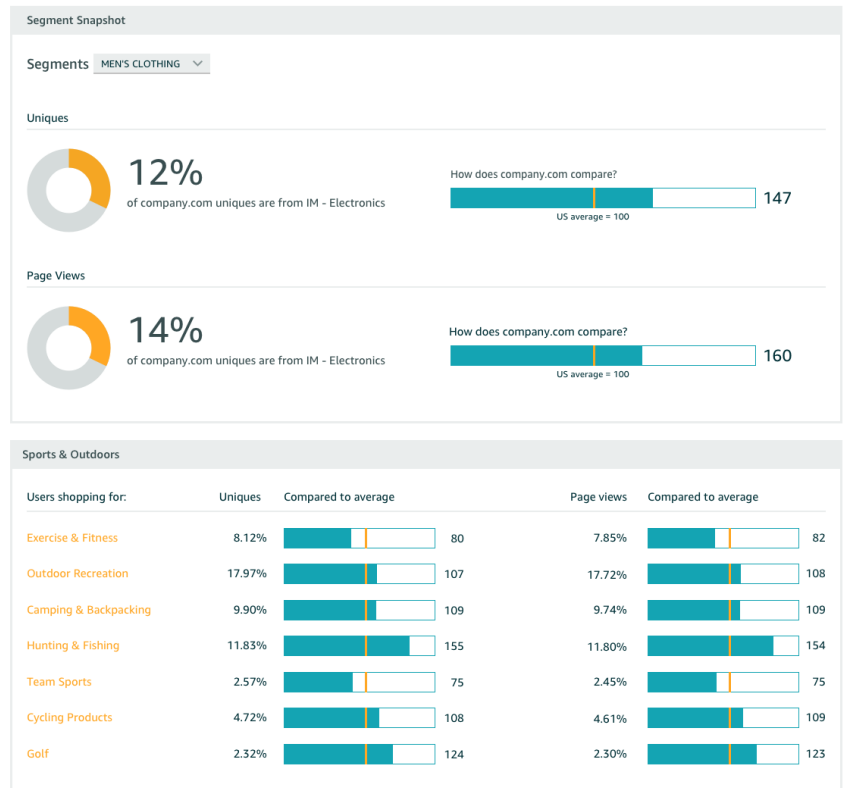 Segment Snapshot
Segments MEN'S CLOTHING
Uniques
12%
of company.com uniques are from IM - Electronics
How does company.com compare?
147
US average = 100
Page Views
14%
of company.com uniques are from IM - Electronics
How does company.com compare?
160
US average = 100
Sports & Outdoors
Users shopping for: Uniques Compared to average Page views Compared to average
Exercise & Fitness 8.12% 80 7.85% 82
Outdoor Recreation 17.97% 107 17.72% 108
Camping & Backpacking 9.90% 109 9.74% 109
Hunting & Fishing 11.83% 155 11.80% 154
Team Sports 2.57% 75 2.45% 75
Cycling Products 4.72% 108 4.61% 109
Golf 2.32% 124 2.30% 123